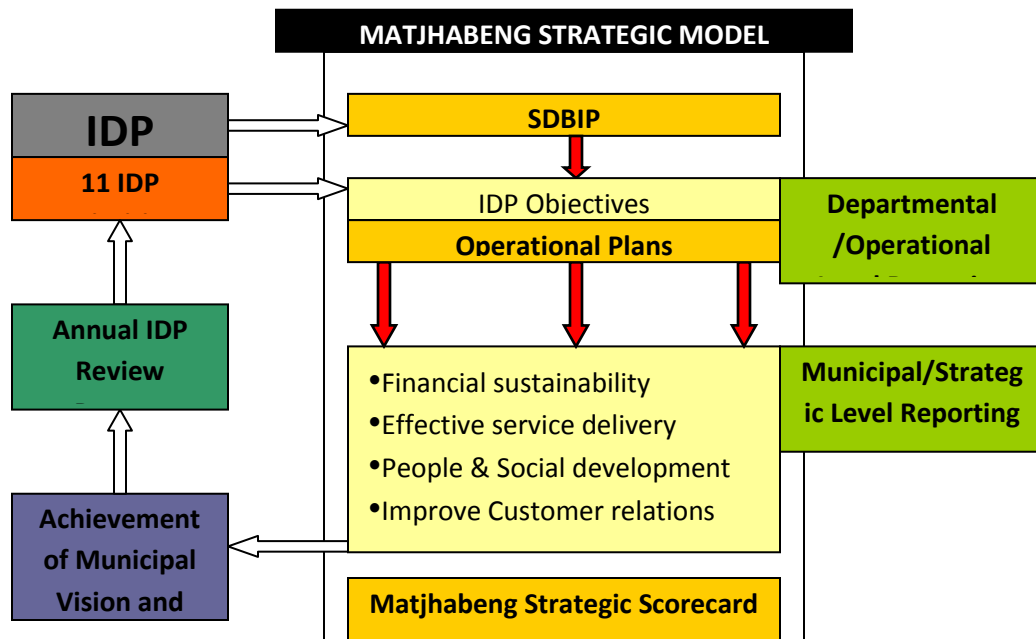 MATJHABENG STRATEGIC MODEL
IDP
11 IDP
SDBIP
IDP Objectives
Operational Plans
Departmental
/Operational
Annual IDP
Review
•Financial sustainability
•Effective service delivery
•People & Social development
•Improve Customer relations
Municipal/Strateg
ic Level Reporting
Achievement
of Municipal
Vision and
Matjhabeng Strategic Scorecard